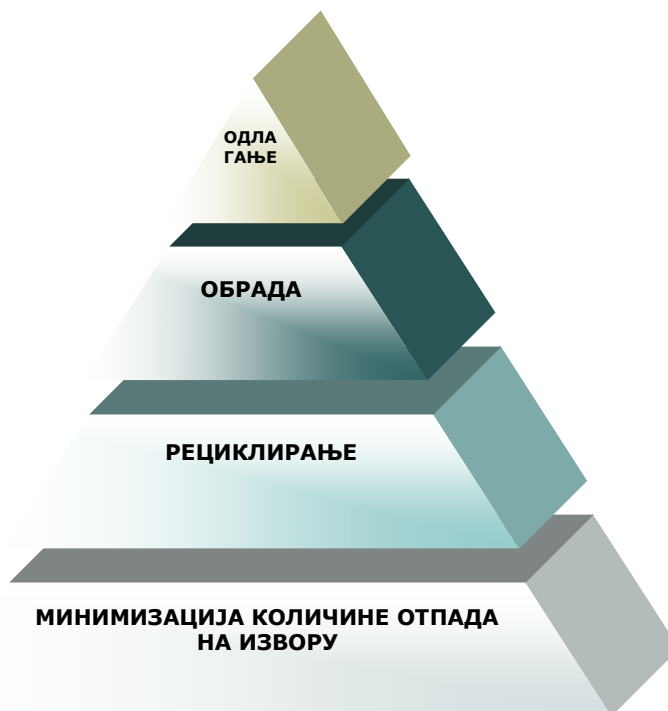 ОДЛА
ГАЊЕ
ОБРАДА
РЕЦИКЛИРАЊЕ
МИНИМИЗАЦИЈА КОЛИЧИНЕ ОТПАДА
НА ИЗВОРУ